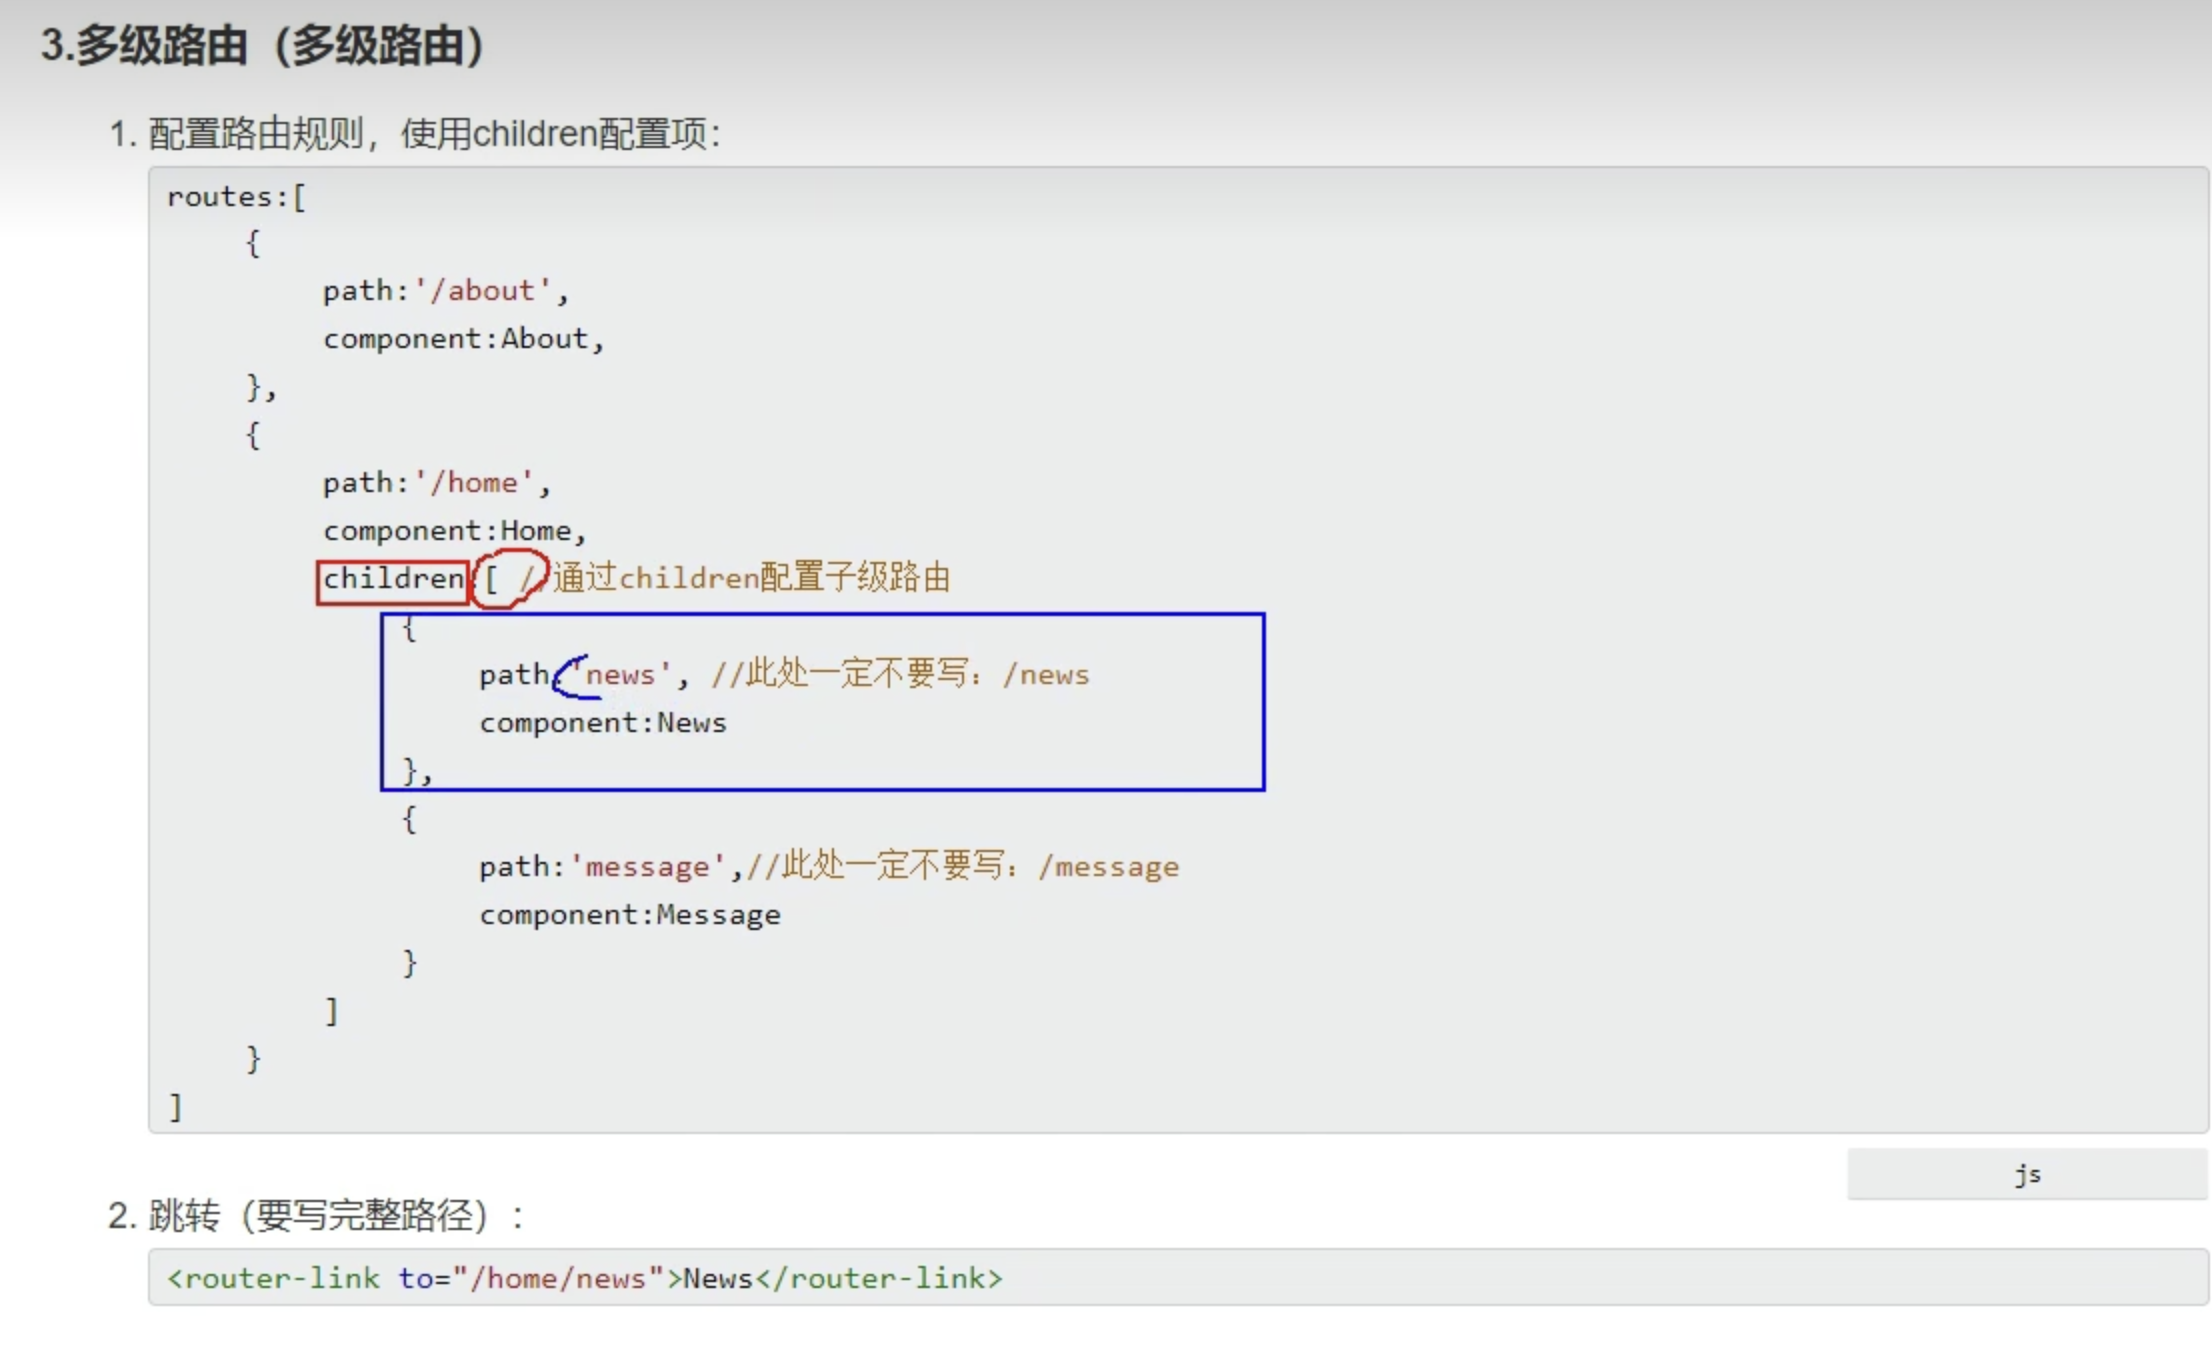 3.多级路由（多级路由）
1. 配置路由规则，使用children配置项：
routes:[
{
path:'/about',
component:About,
},
{
path:'/home',
component:Home,
children:[ //通过children配置子级路由
{
path:'news', //此处一定不要写：/news
component:News
},
{
path:'message',//此处一定不要写：/message
component:Message
}
]
}
]
js
2. 跳转（要写完整路径）：
<router-link to="/home/news">News</router-link>